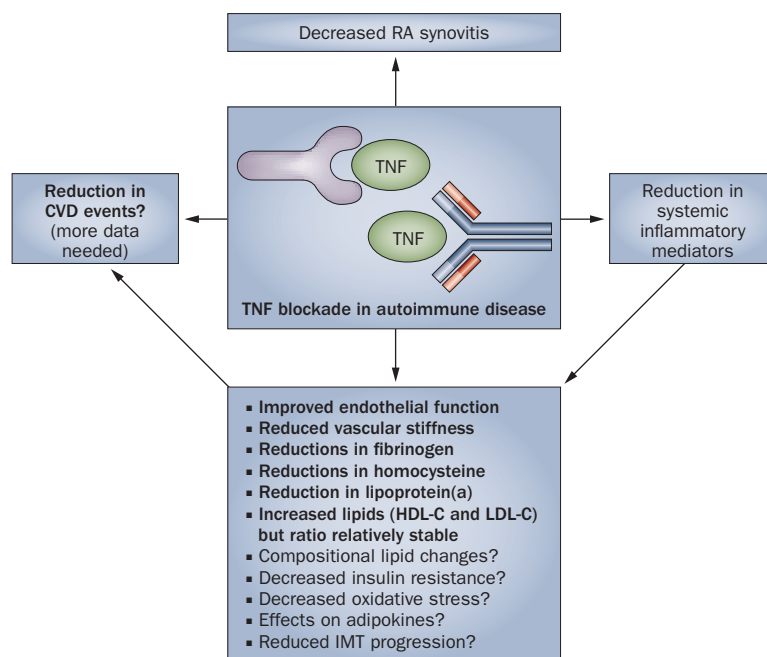 Decreased RA synovitis
TNF
TNF
TNF blockade in autoimmune disease
Reduction in
CVD events?
(more data
needed)
Reduction in
systemic
inflammatory
mediators
▪ Improved endothelial function
▪ Reduced vascular stiffness
▪ Reductions in fibrinogen
▪ Reductions in homocysteine
▪ Reduction in lipoprotein(a)
▪ Increased lipids (HDL-C and LDL-C)
but ratio relatively stable
▪ Compositional lipid changes?
▪ Decreased insulin resistance?
▪ Decreased oxidative stress?
▪ Effects on adipokines?
▪ Reduced IMT progression?